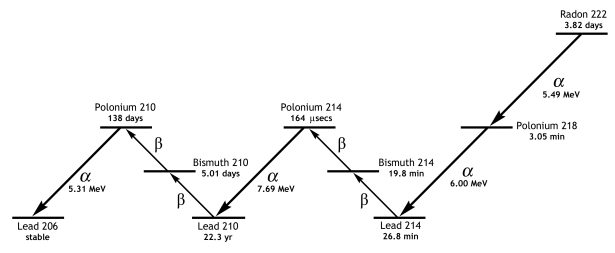 Radon 222
3.82 days
α
5.49 MeV
Polonium 210
138 days
Polonium 214
164 μsecs
Polonium 218
3.05 min
β
β
Bismuth 210
5.01 days
Bismuth 214
19.8 min
α
5.31 MeV
α
7.69 MeV
α
6.00 MeV
β
β
Lead 206
stable
Lead 210
22.3 yr
Lead 214
26.8 min